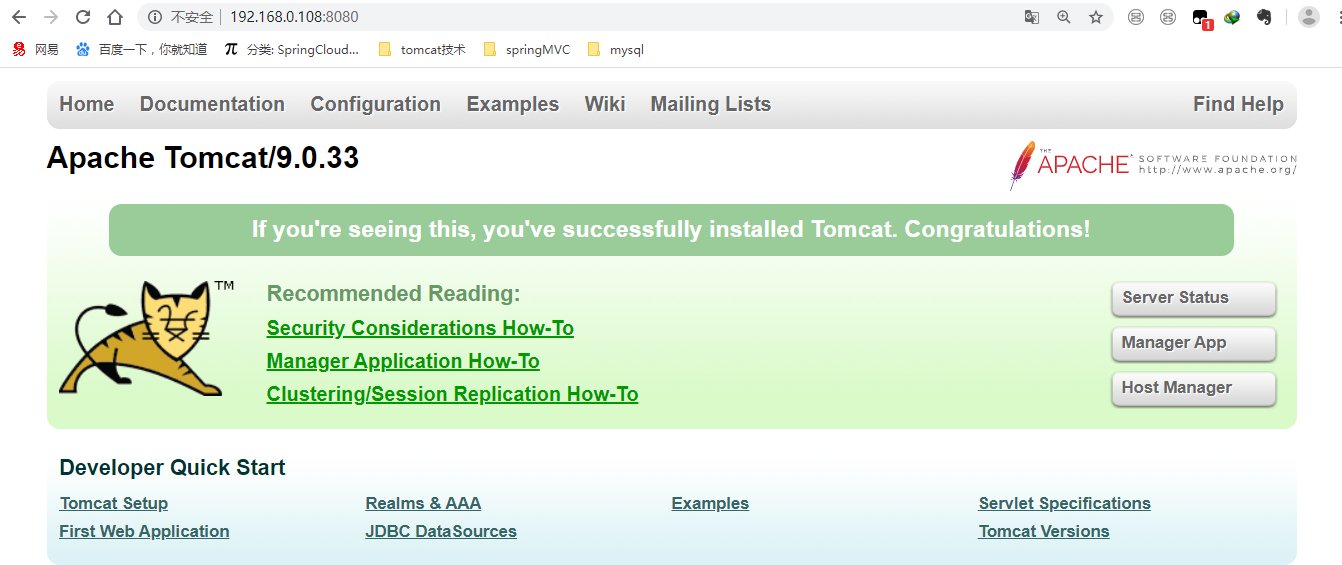 不安全 192.168.0.108:8080
1
网易 百度一下，你就知道 π 分类: SpringCloud... tomcat技术 springMVC mysql
Home Documentation Configuration Examples Wiki Mailing Lists Find Help
Apache Tomcat/9.0.33
THE APACHE SOFTWARE FOUNDATION
http://www.apache.org/
If you're seeing this, you've successfully installed Tomcat. Congratulations!
TM
Recommended Reading:
Security Considerations How-To
Manager Application How-To
Clustering/Session Replication How-To
Server Status
Manager App
Host Manager
Developer Quick Start
Tomcat Setup Realms & AAA Examples Servlet Specifications
First Web Application JDBC DataSources Tomcat Versions